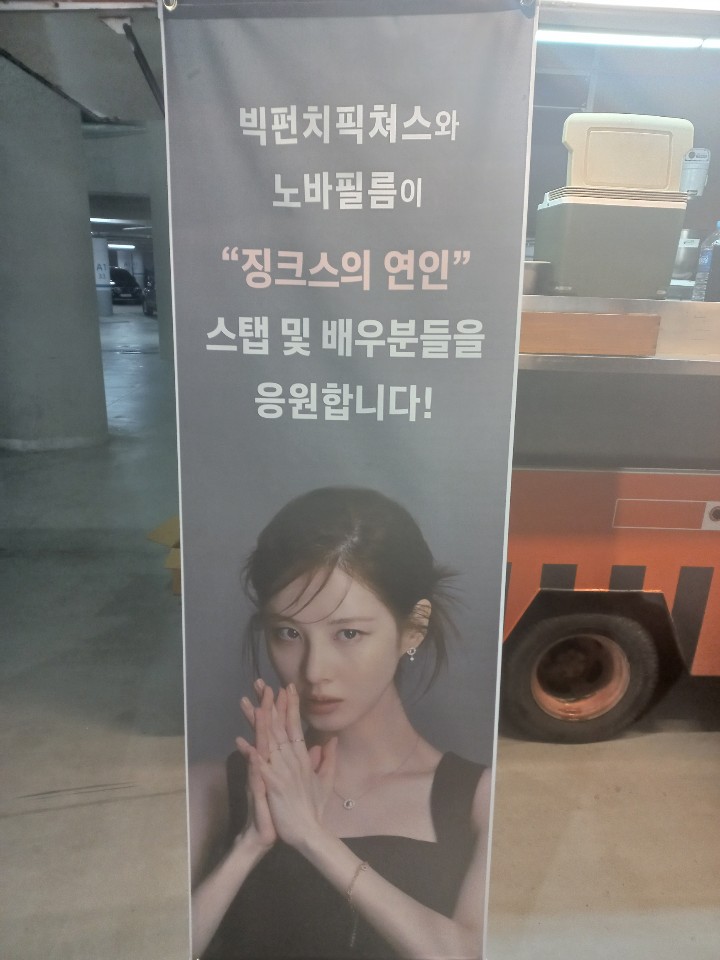 빅펀치픽쳐스와
노바필름이
“징크스의 연인”
스탭 및 배우분들을
응원합니다!